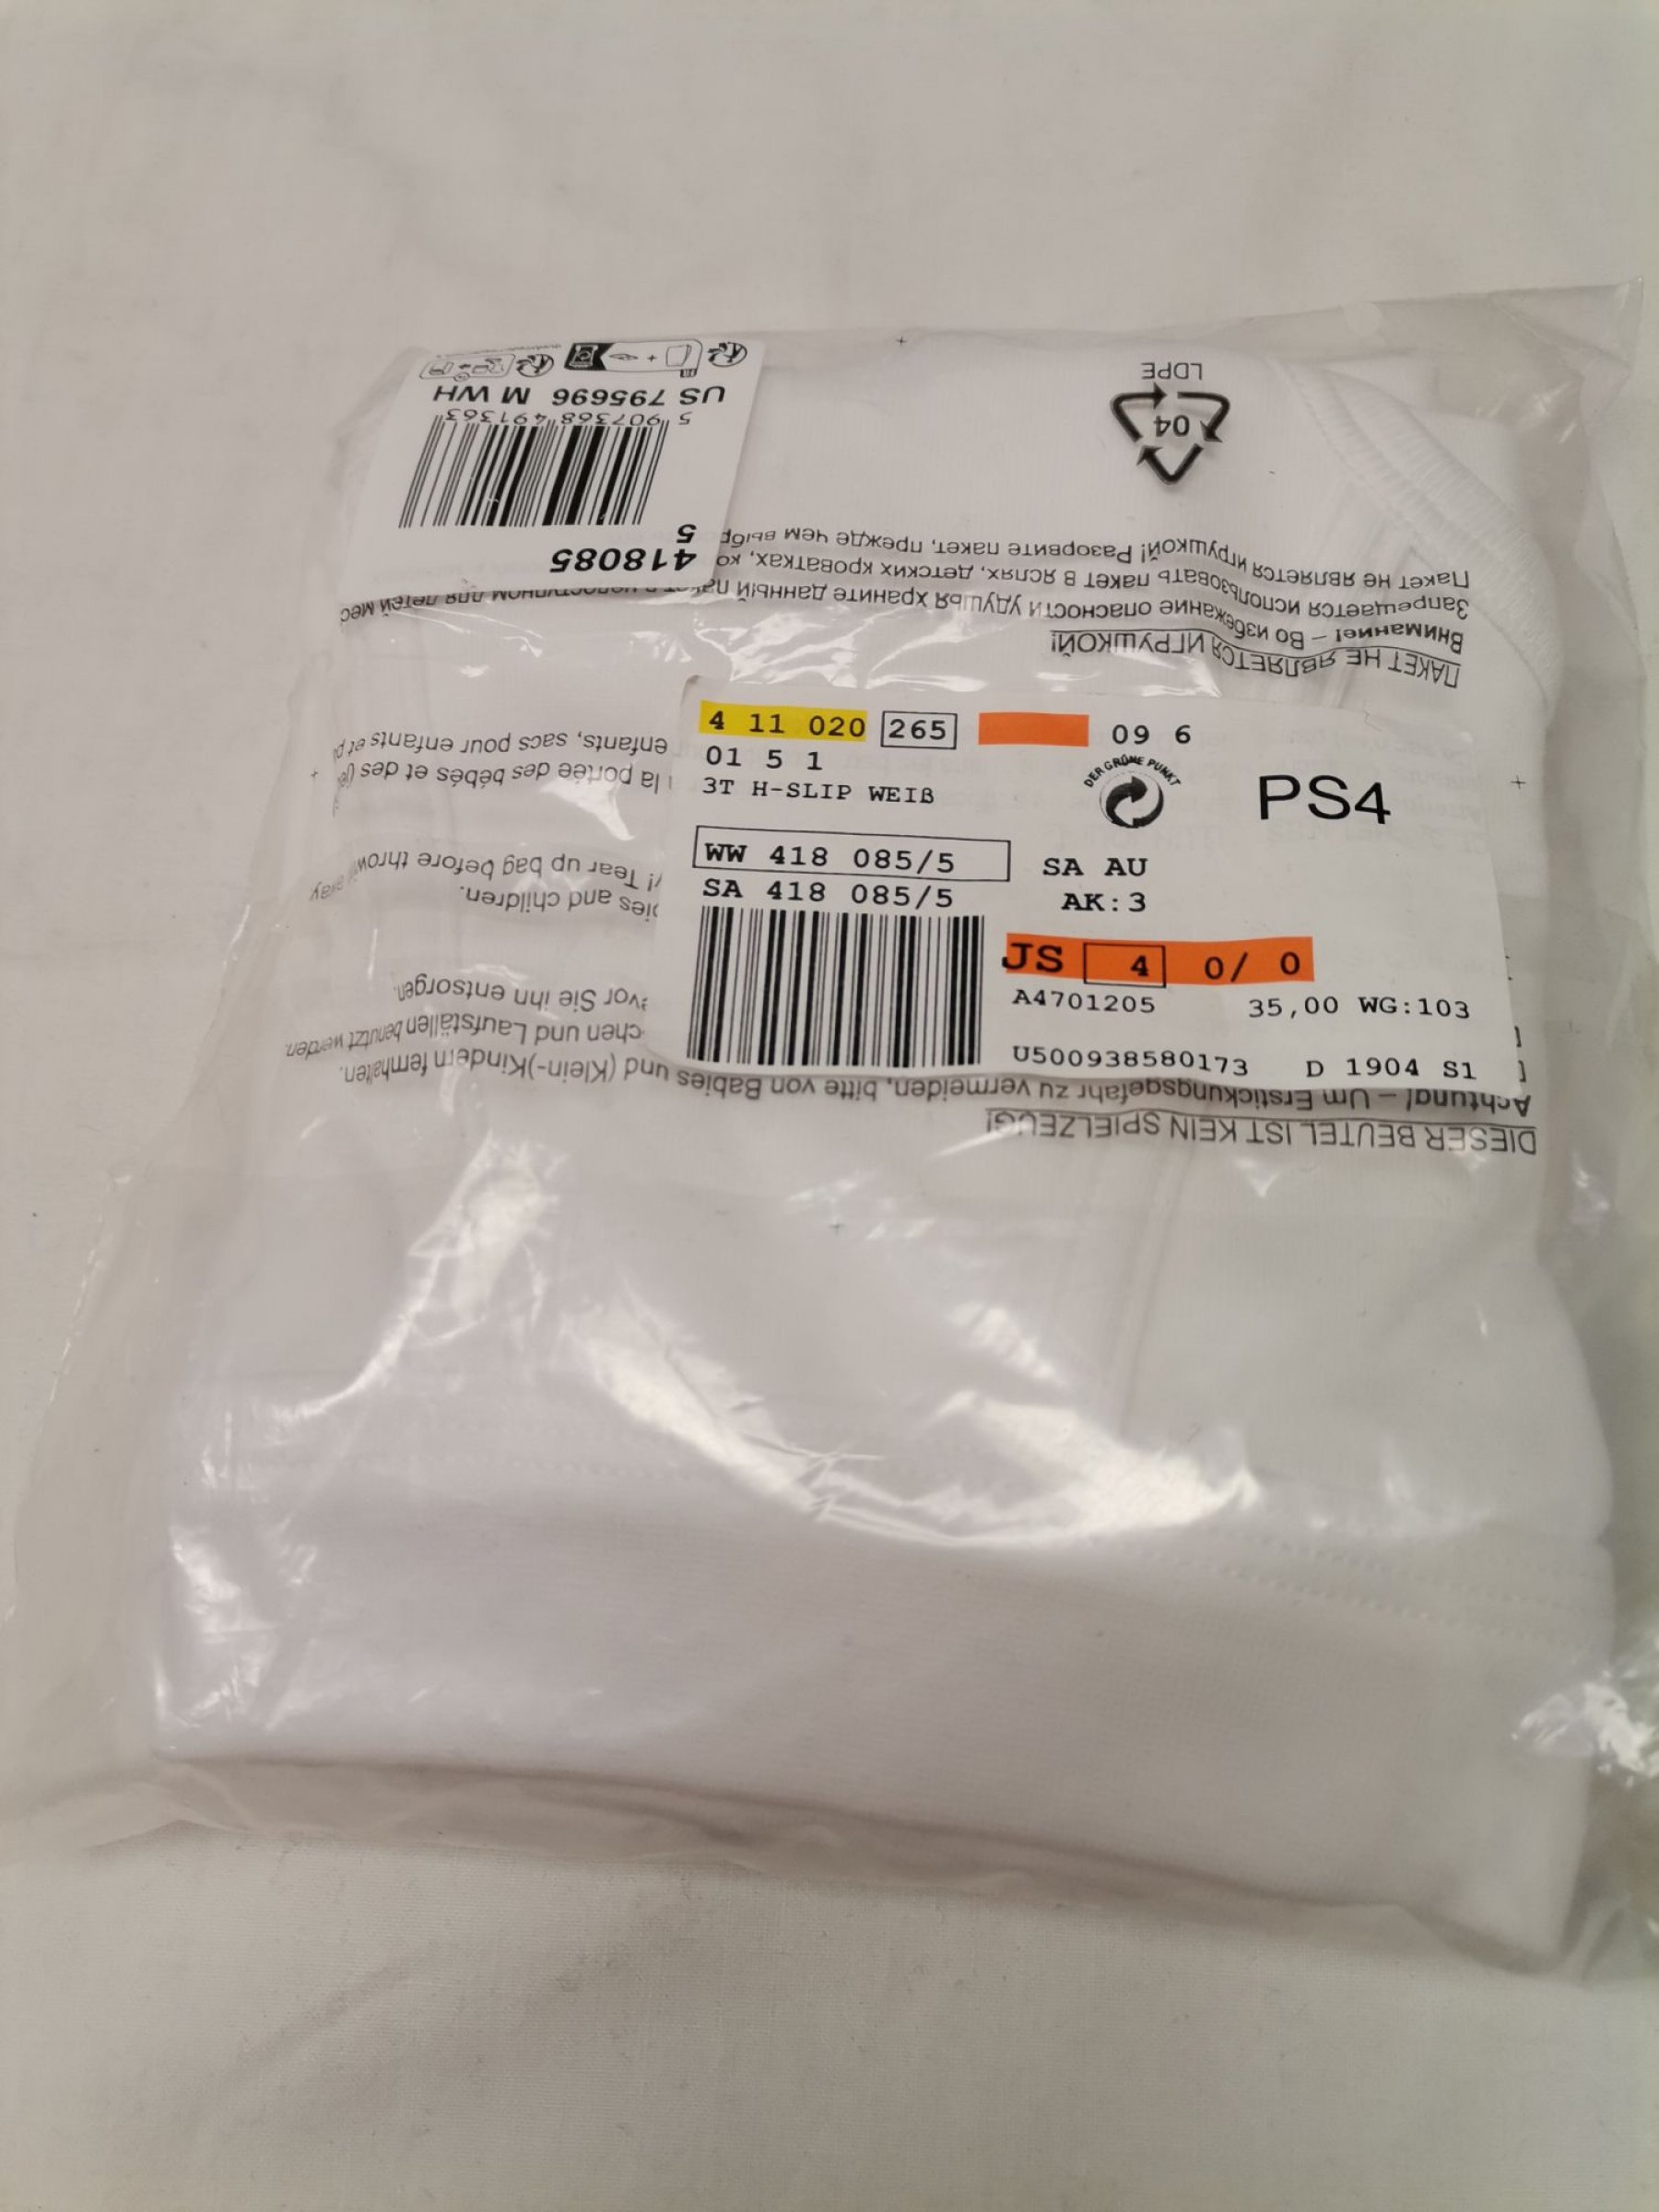 4 11 020 265 09 6
01 5 1
3T H-SLIP WEIß
DER GRÜNE PUNKT
PS4
WW 418 085/5
SA 418 085/5
SA AU
AK:3
JS 4 0/ 0
A4701205 35,00 WG:103
U500938580173 D 1904 S1
DIESER BEUTEL IST KEIN SPIELZEUG!
Achtung! – Um Erstickungsgefahr zu vermeiden, bitte von Babies und (Klein-)Kindern fernhalten.
chen und Laufställen benutzt werden.
vor Sie ihn entsorgen.
and children.
Tear up bag before throw
la portée des bébés et des
enfants, sacs pour enfants et
ПАКЕТ НЕ ЯВЛЯЕТСЯ ИГРУШКОЙ!
Внимание! – Во избежание опасности удушья храните данный
для детей
Запрещается использовать пакет в яслях, детских кроватках,
Пакет не является игрушкой! Разорвите пакет, прежде чем
04
LDPE
418085
5
5 907368 491363
US 795696 M WH